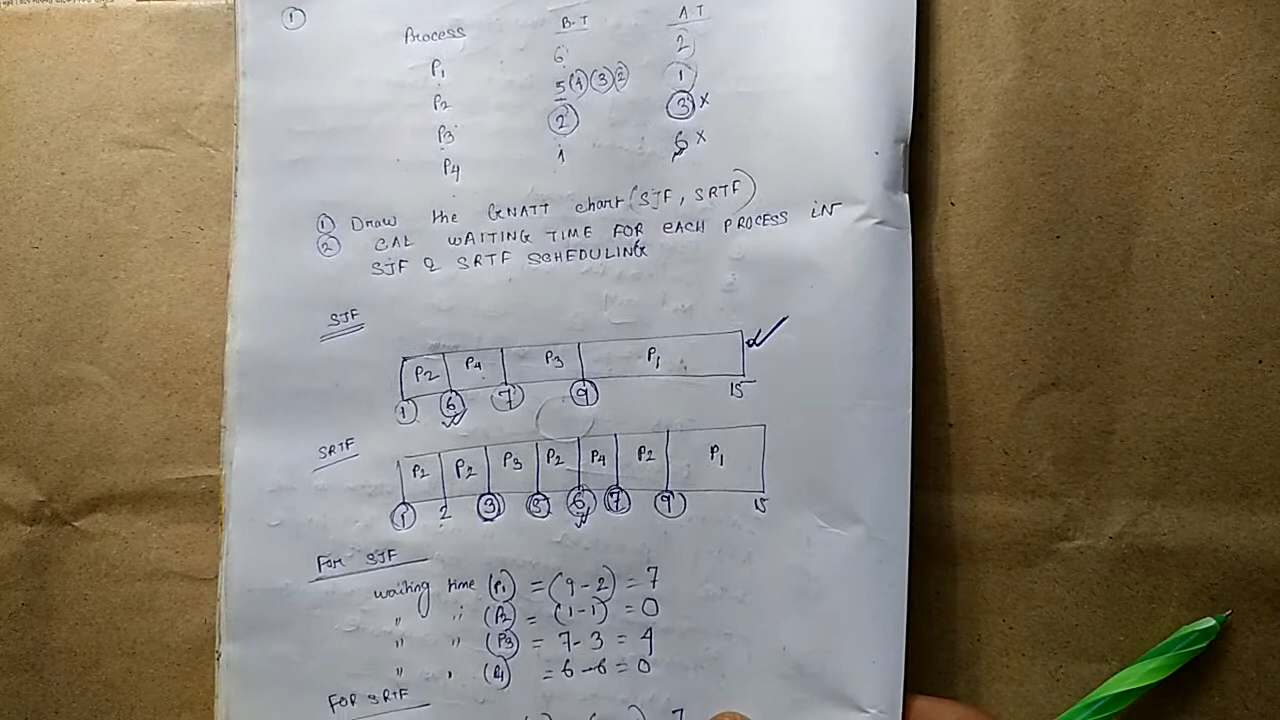 1
Process B.T A.T
P1 6 2
P2 5 (4) (3) (2) 1
P3 2 3 x
P4 1 6 x
① Draw the GNATT chart (SJF, SRTF)
② CAL WAITING TIME FOR EACH PROCESS IN
SJF & SRTF SCHEDULING
SJF
P2 P4 P3 P1
1 6 7 9 15
SRTF
P2 P2 P3 P2 P4 P2 P1
1 2 3 5 6 7 9 15
For SJF
waiting time (P1) = (9-2) = 7
" " (P2) = (1-1) = 0
" " (P3) = 7-3 = 4
" " (P4) = 6-6 = 0
FOR SRTF
7